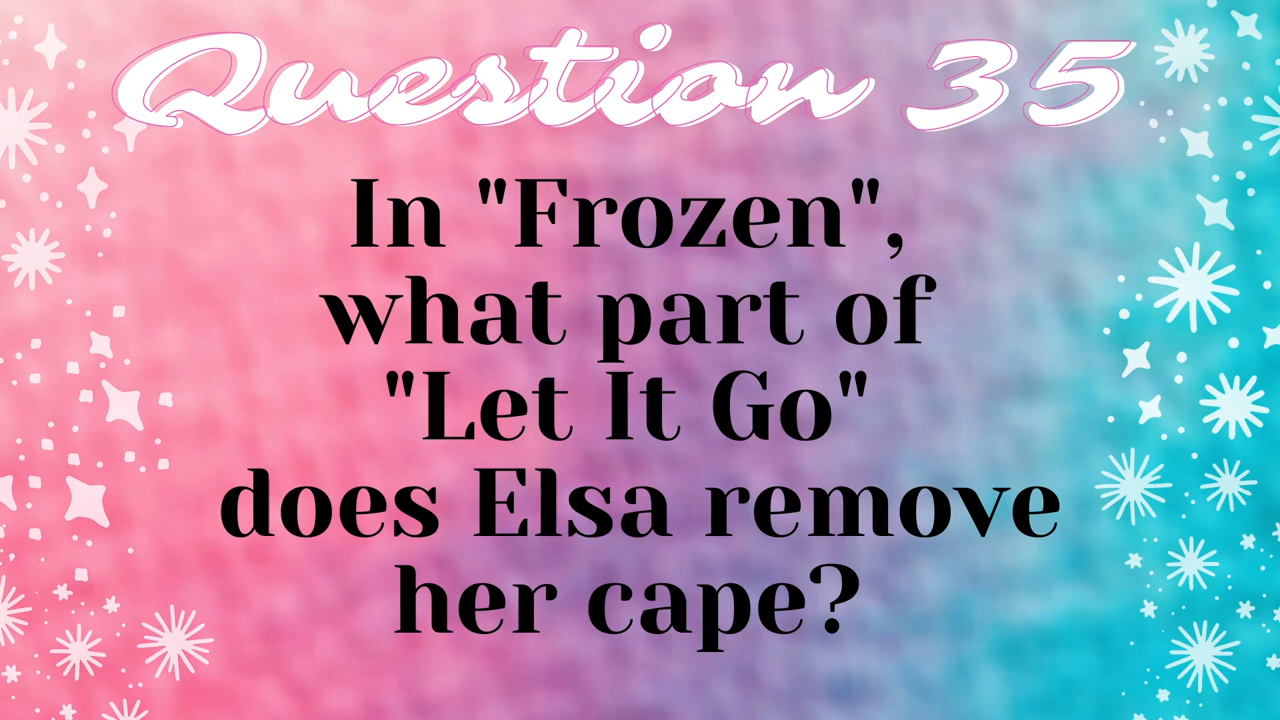 Question 35
In "Frozen",
what part of
"Let It Go"
does Elsa remove
her cape?